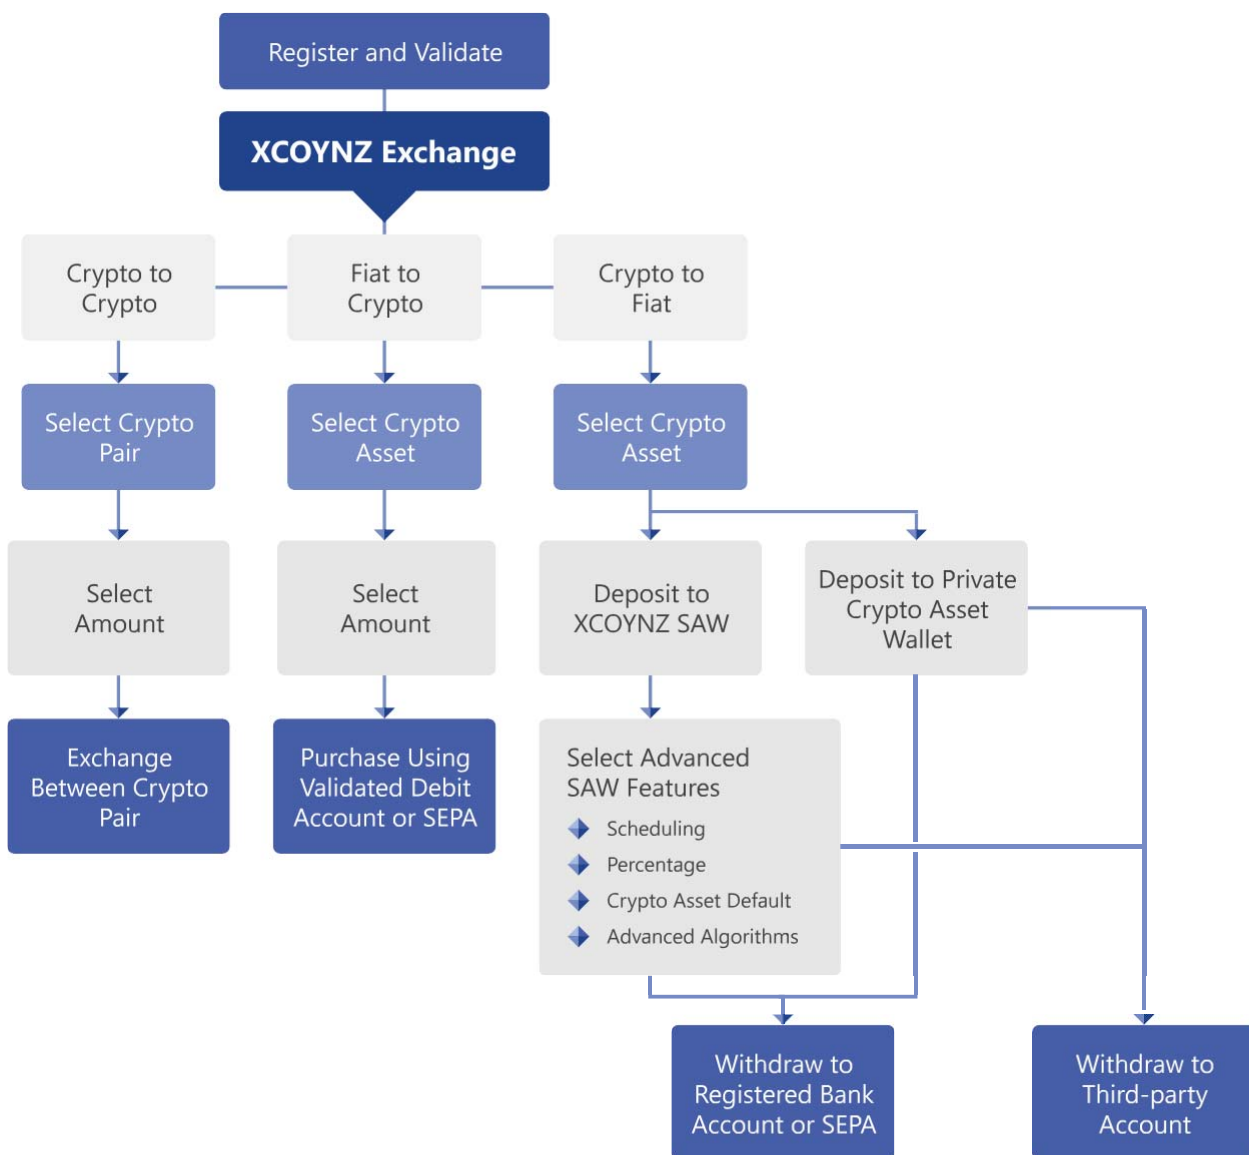 Register and Validate
XCOYNZ Exchange
Crypto to
Crypto
Fiat to
Crypto
Crypto to
Fiat
Select Crypto
Pair
Select Crypto
Asset
Select Crypto
Asset
Select
Amount
Select
Amount
Deposit to
XCOYNZ SAW
Deposit to Private
Crypto Asset
Wallet
Exchange
Between Crypto
Pair
Purchase Using
Validated Debit
Account or SEPA
Select Advanced
SAW Features
Scheduling
Percentage
Crypto Asset Default
Advanced Algorithms
Withdraw to
Registered Bank
Account or SEPA
Withdraw to
Third-party
Account